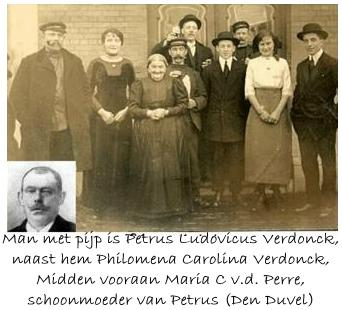 Man met pijp is Petrus Ludovicus Verdonck,
naast hem Philomena Carolina Verdonck,
Midden vooraan Maria C v.d. Perre,
schoonmoeder van Petrus (Den Duvel)